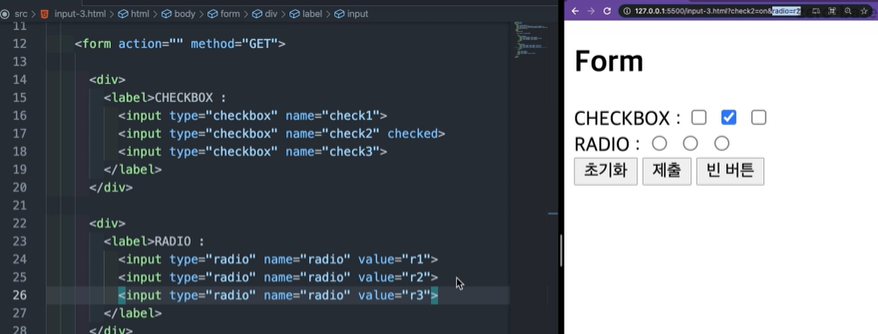 src > input-3.html > html > body > form > div > label > input
11
12 <form action="" method="GET">
13
14 <div>
15 <label>CHECKBOX :
16 <input type="checkbox" name="check1">
17 <input type="checkbox" name="check2" checked>
18 <input type="checkbox" name="check3">
19 </label>
20 </div>
21
22 <div>
23 <label>RADIO :
24 <input type="radio" name="radio" value="r1">
25 <input type="radio" name="radio" value="r2">
26 <input type="radio" name="radio" value="r3">
27 </label>
28 </div>
127.0.0.1:5500/input-3.html?check2=on&radio=r2
Form
CHECKBOX :
RADIO :
초기화 제출 빈 버튼